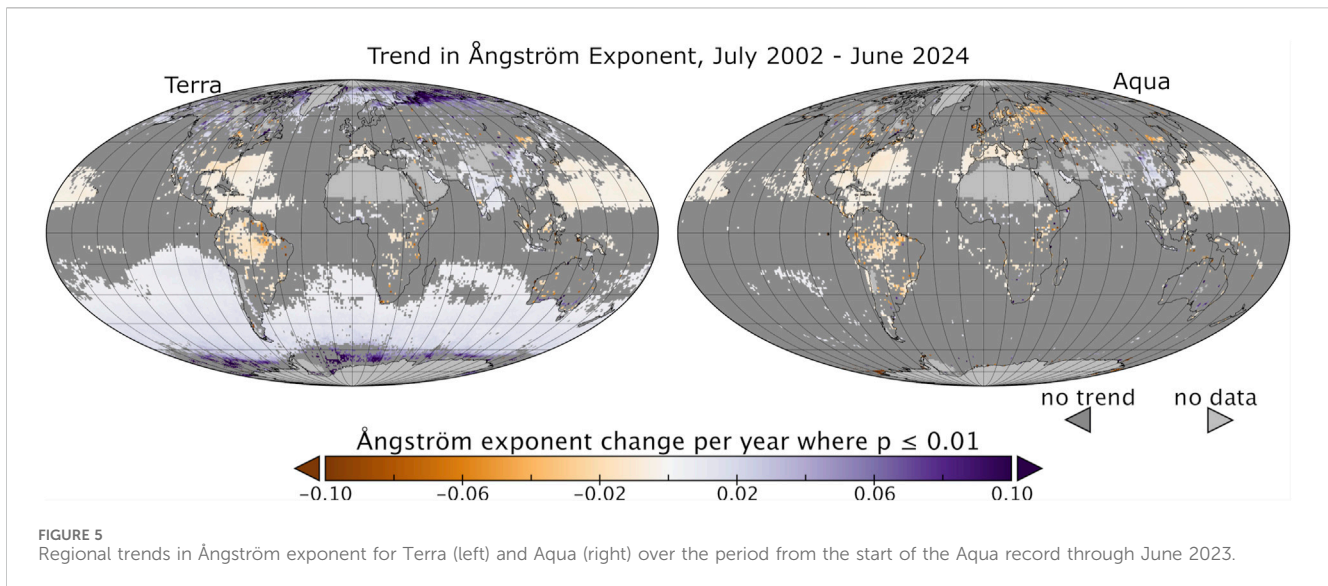 Trend in Ångström Exponent, July 2002 - June 2024
Terra
Aqua
no trend
no data
Ångström exponent change per year where p ≤ 0.01
−0.10 −0.06 −0.02 0.02 0.06 0.10
FIGURE 5
Regional trends in Ångström exponent for Terra (left) and Aqua (right) over the period from the start of the Aqua record through June 2023.